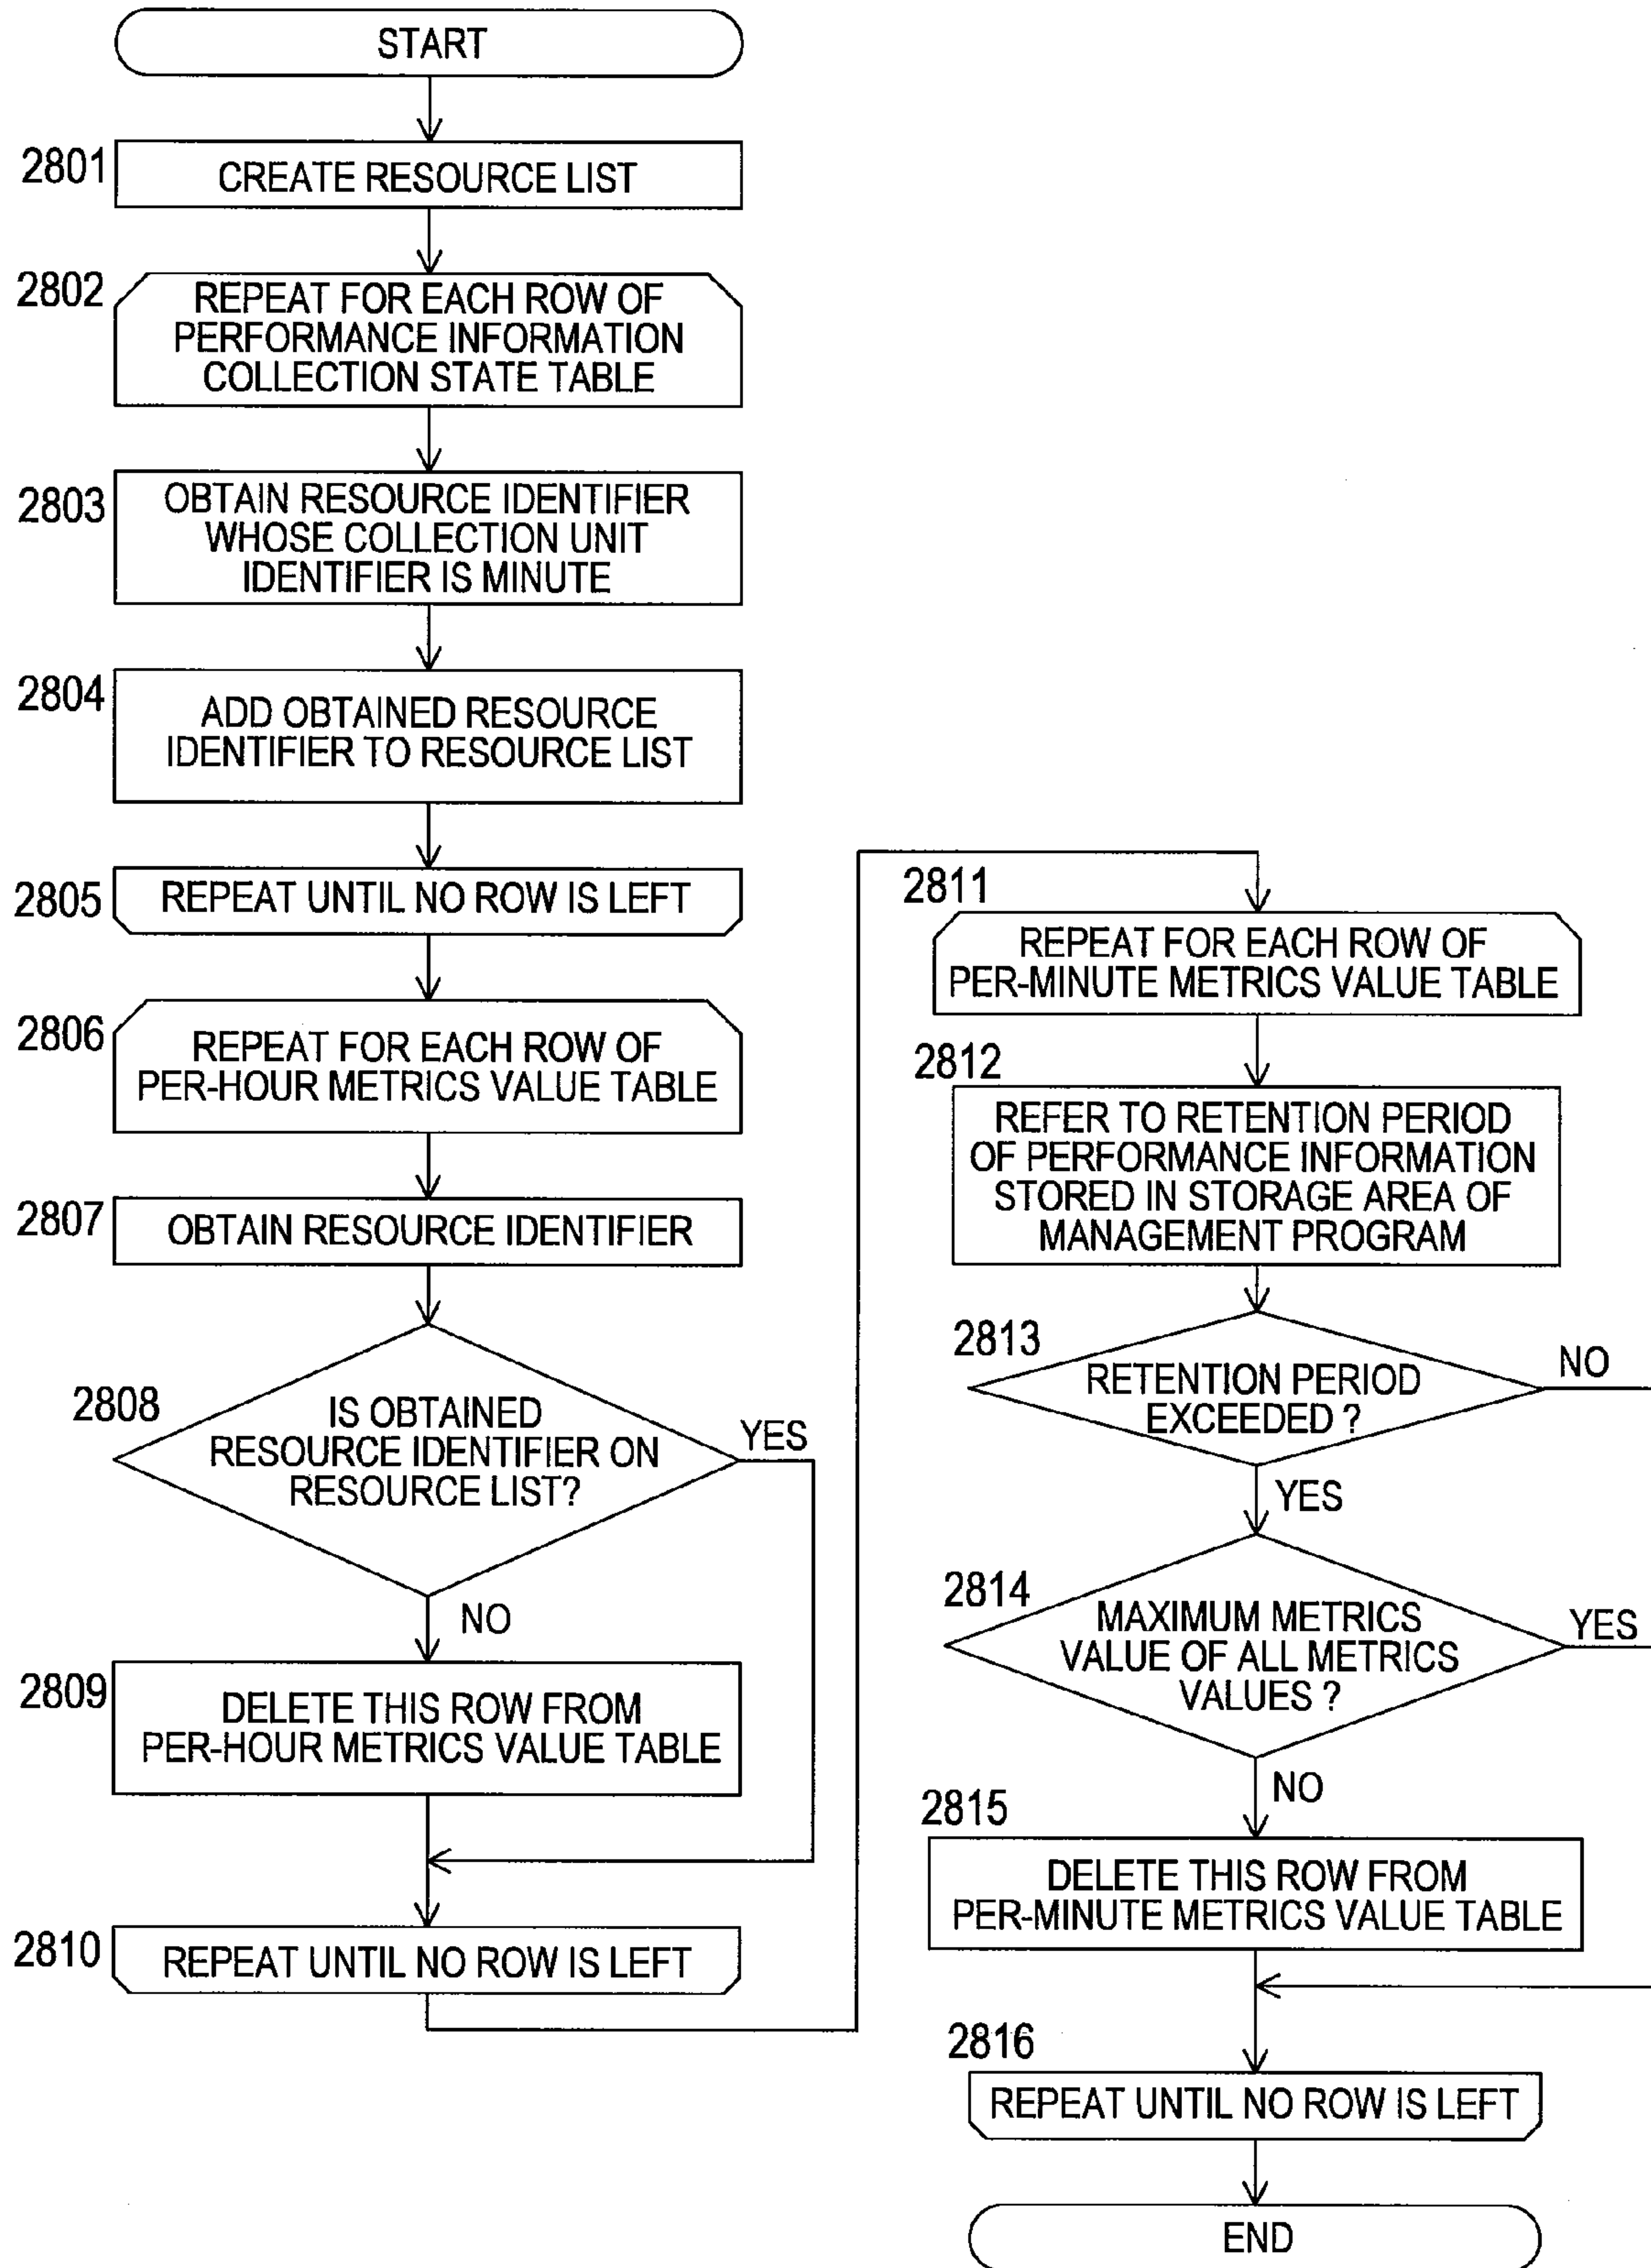 START
2801
CREATE RESOURCE LIST
2802
REPEAT FOR EACH ROW OF
PERFORMANCE INFORMATION
COLLECTION STATE TABLE
2803
OBTAIN RESOURCE IDENTIFIER
WHOSE COLLECTION UNIT
IDENTIFIER IS MINUTE
2804
ADD OBTAINED RESOURCE
IDENTIFIER TO RESOURCE LIST
2805
REPEAT UNTIL NO ROW IS LEFT
2806
REPEAT FOR EACH ROW OF
PER-HOUR METRICS VALUE TABLE
2807
OBTAIN RESOURCE IDENTIFIER
2808
IS OBTAINED
RESOURCE IDENTIFIER ON
RESOURCE LIST?
YES
NO
2809
DELETE THIS ROW FROM
PER-HOUR METRICS VALUE TABLE
2810
REPEAT UNTIL NO ROW IS LEFT
2811
REPEAT FOR EACH ROW OF
PER-MINUTE METRICS VALUE TABLE
2812
REFER TO RETENTION PERIOD
OF PERFORMANCE INFORMATION
STORED IN STORAGE AREA OF
MANAGEMENT PROGRAM
2813
RETENTION PERIOD
EXCEEDED ?
NO
YES
2814
MAXIMUM METRICS
VALUE OF ALL METRICS
VALUES ?
YES
NO
2815
DELETE THIS ROW FROM
PER-MINUTE METRICS VALUE TABLE
2816
REPEAT UNTIL NO ROW IS LEFT
END